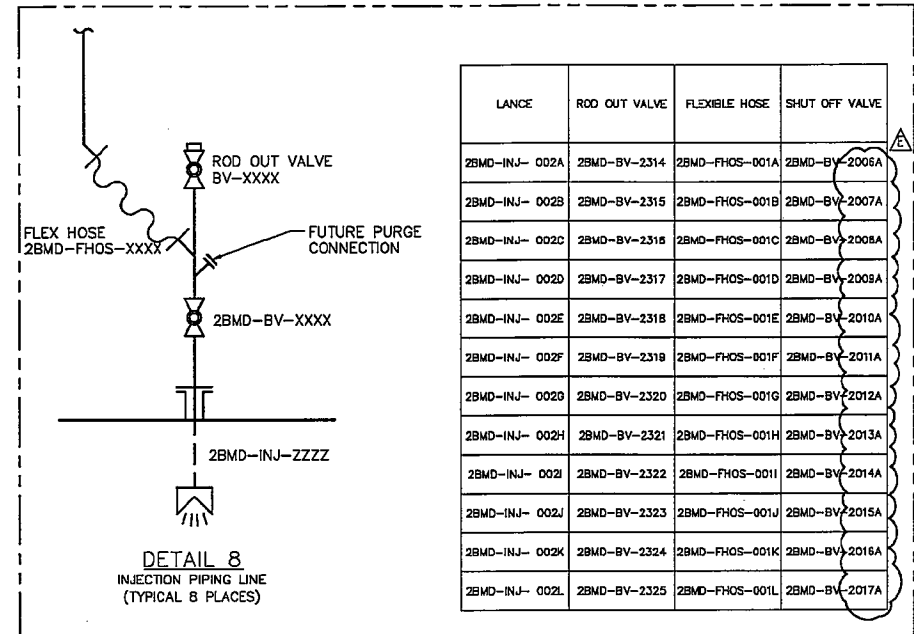 ROD OUT VALVE
BV-XXXX
FLEX HOSE
2BMD-FHOS-XXXX
FUTURE PURGE
CONNECTION
2BMD-BV-XXXX
2BMD-INJ-ZZZZ
DETAIL 8
INJECTION PIPING LINE
(TYPICAL 8 PLACES)
LANCE ROD OUT VALVE FLEXIBLE HOSE SHUT OFF VALVE
E
2BMD-INJ- 002A 2BMD-BV-2314 2BMD-FHOS-001A 2BMD-BV-2006A
2BMD-INJ- 002B 2BMD-BV-2315 2BMD-FHOS-001B 2BMD-BV-2007A
2BMD-INJ- 002C 2BMD-BV-2316 2BMD-FHOS-001C 2BMD-BV-2008A
2BMD-INJ- 002D 2BMD-BV-2317 2BMD-FHOS-001D 2BMD-BV-2009A
2BMD-INJ- 002E 2BMD-BV-2318 2BMD-FHOS-001E 2BMD-BV-2010A
2BMD-INJ- 002F 2BMD-BV-2319 2BMD-FHOS-001F 2BMD-BV-2011A
2BMD-INJ- 002G 2BMD-BV-2320 2BMD-FHOS-001G 2BMD-BV-2012A
2BMD-INJ- 002H 2BMD-BV-2321 2BMD-FHOS-001H 2BMD-BV-2013A
2BMD-INJ- 002I 2BMD-BV-2322 2BMD-FHOS-001I 2BMD-BV-2014A
2BMD-INJ- 002J 2BMD-BV-2323 2BMD-FHOS-001J 2BMD-BV-2015A
2BMD-INJ- 002K 2BMD-BV-2324 2BMD-FHOS-001K 2BMD-BV-2016A
2BMD-INJ- 002L 2BMD-BV-2325 2BMD-FHOS-001L 2BMD-BV-2017A